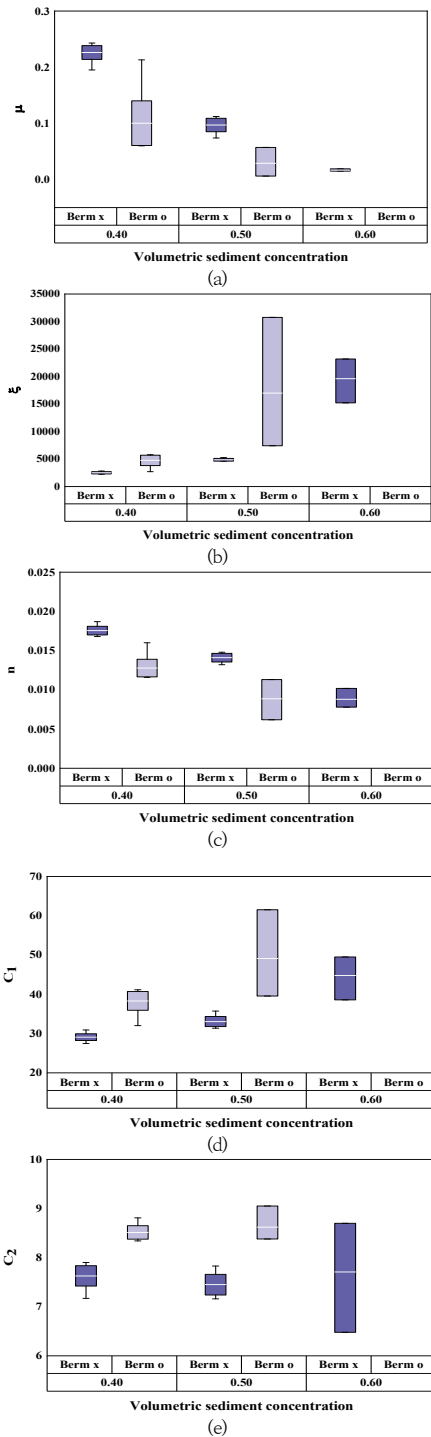 μ
0.3
0.2
0.1
0.0
Berm x Berm o Berm x Berm o Berm x Berm o
0.40 0.50 0.60
Volumetric sediment concentration
(a)
ξ
35000
30000
25000
20000
15000
10000
5000
0
Berm x Berm o Berm x Berm o Berm x Berm o
0.40 0.50 0.60
Volumetric sediment concentration
(b)
n
0.025
0.020
0.015
0.010
0.005
0.000
Berm x Berm o Berm x Berm o Berm x Berm o
0.40 0.50 0.60
Volumetric sediment concentration
(c)
C1
70
60
50
40
30
20
Berm x Berm o Berm x Berm o Berm x Berm o
0.40 0.50 0.60
Volumetric sediment concentration
(d)
C2
10
9
8
7
6
Berm x Berm o Berm x Berm o Berm x Berm o
0.40 0.50 0.60
Volumetric sediment concentration
(e)